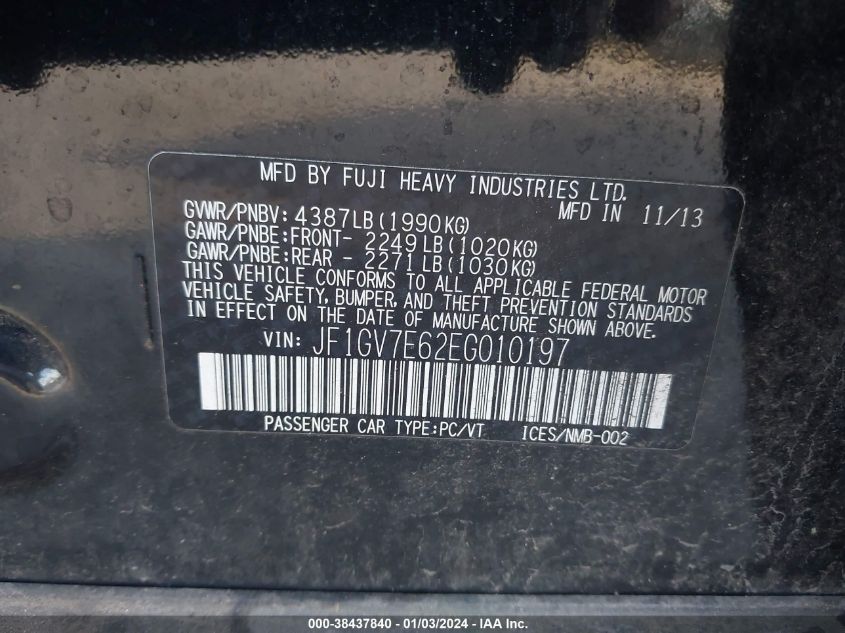 MFD BY FUJI HEAVY INDUSTRIES LTD.
MFD IN 11/13
GVWR/PNBV: 4387LB(1990KG)
GAWR/PNBE:FRONT- 2249LB(1020KG)
GAWR/PNBE:REAR - 2271LB(1030KG)
THIS VEHICLE CONFORMS TO ALL APPLICABLE FEDERAL MOTOR
VEHICLE SAFETY, BUMPER, AND THEFT PREVENTION STANDARDS
IN EFFECT ON THE DATE OF MANUFACTURE SHOWN ABOVE.
VIN: JF1GV7E62EG010197
PASSENGER CAR TYPE:PC/VT ICES/NMB-002
000-38437840 - 01/03/2024 - IAA Inc.